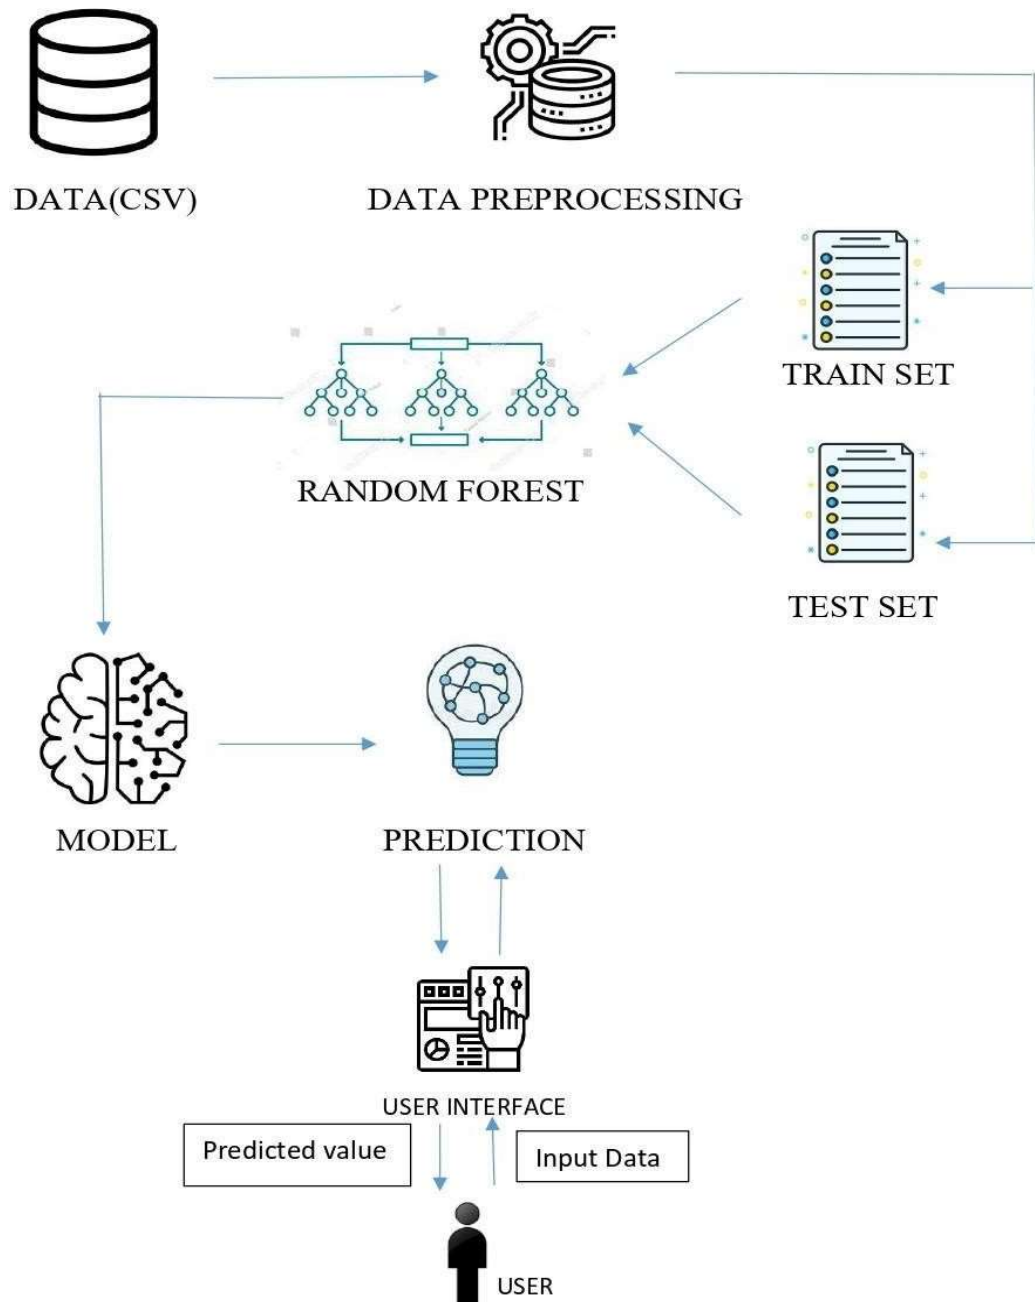 DATA(CSV)
DATA PREPROCESSING
TRAIN SET
RANDOM FOREST
TEST SET
MODEL
PREDICTION
USER INTERFACE
Predicted value
Input Data
USER